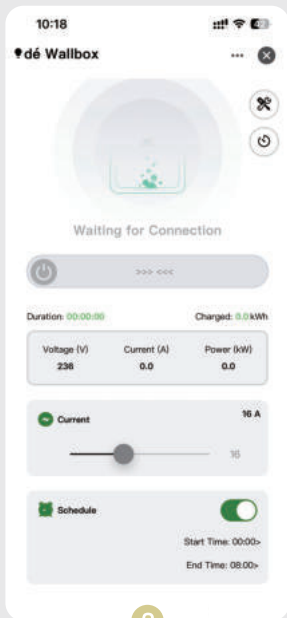 10:18
dé Wallbox
Waiting for Connection
>>> <<<
Duration: 00:00:00 Charged: 0.0 kWh
Voltage (V) Current (A) Power (kW)
236 0.0 0.0
Current 16 A
16
Schedule
Start Time: 00:00>
End Time: 08:00>